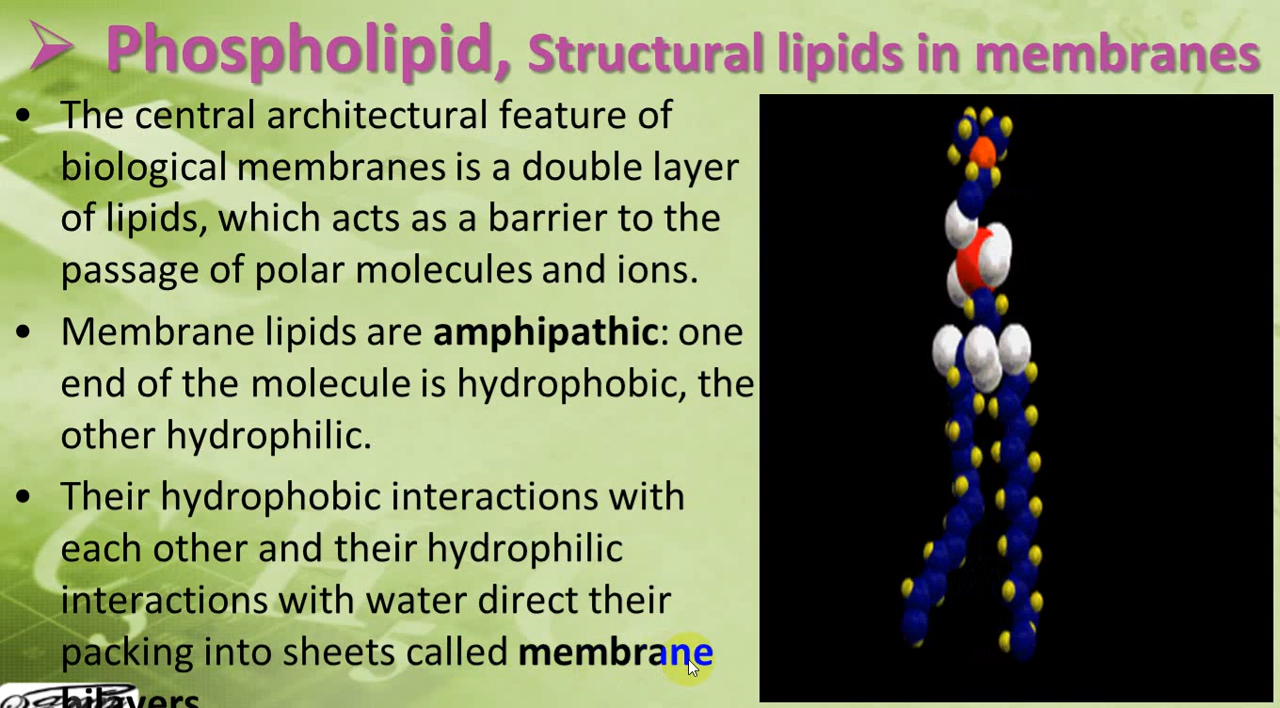 Phospholipid, Structural lipids in membranes
• The central architectural feature of
biological membranes is a double layer
of lipids, which acts as a barrier to the
passage of polar molecules and ions.
• Membrane lipids are amphipathic: one
end of the molecule is hydrophobic, the
other hydrophilic.
• Their hydrophobic interactions with
each other and their hydrophilic
interactions with water direct their
packing into sheets called membrane
bilayers